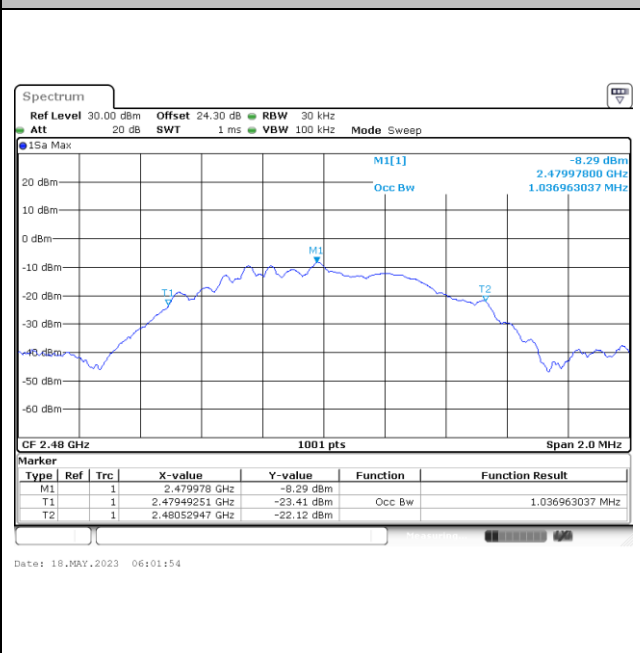 Spectrum
Ref Level 30.00 dBm Offset 24.30 dB RBW 30 kHz
Att 20 dB SWT 1 ms VBW 100 kHz Mode Sweep
1Sa Max
M1[1] -8.29 dBm
2.47997800 GHz
20 dBm
Occ Bw 1.036963037 MHz
10 dBm
0 dBm
M1
-10 dBm
T1
T2
-20 dBm
-30 dBm
-40 dBm
-50 dBm
-60 dBm
CF 2.48 GHz 1001 pts Span 2.0 MHz
Marker
Type Ref Trc X-value Y-value Function Function Result
M1 1 2.479978 GHz -8.29 dBm
T1 1 2.47949251 GHz -23.41 dBm Occ Bw 1.036963037 MHz
T2 1 2.48052947 GHz -22.12 dBm
Measuring...
Date: 18.MAY.2023 06:01:54